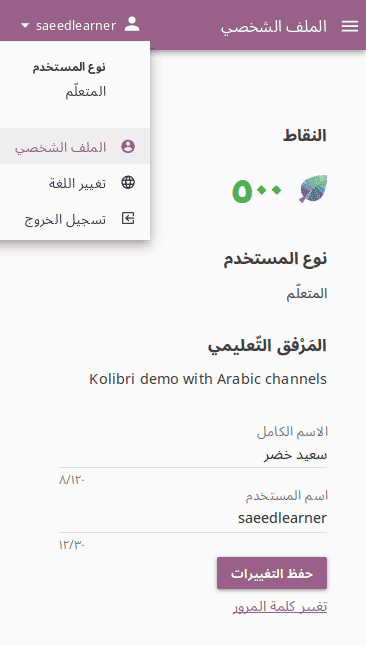 الملف الشخصي
saeedlearner
نوع المستخدم
المتعلّم
الملف الشخصي
تغيير اللغة
تسجيل الخروج
النقاط
٥٠٠
نوع المستخدم
المتعلّم
المَرْفق التّعليمي
Kolibri demo with Arabic channels
الاسم الكامل
سعيد خضر
٨/١٢٠
اسم المستخدم
saeedlearner
١٢/٣٠
حفظ التغييرات
تغيير كلمة المرور